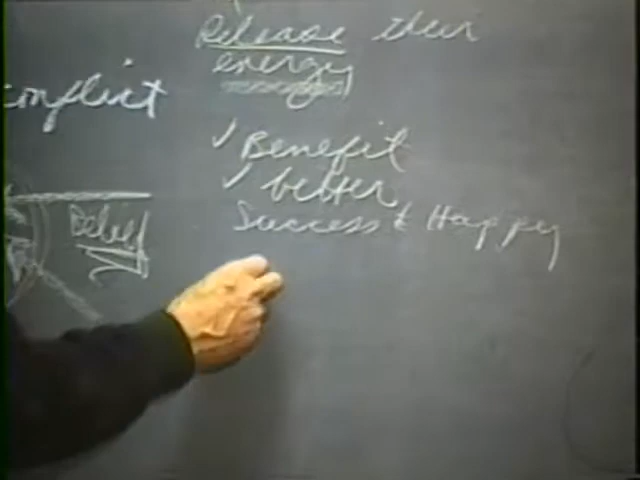 Release their
energy
onflict
✓ Benefit
✓ better
Success & Happy
Belief